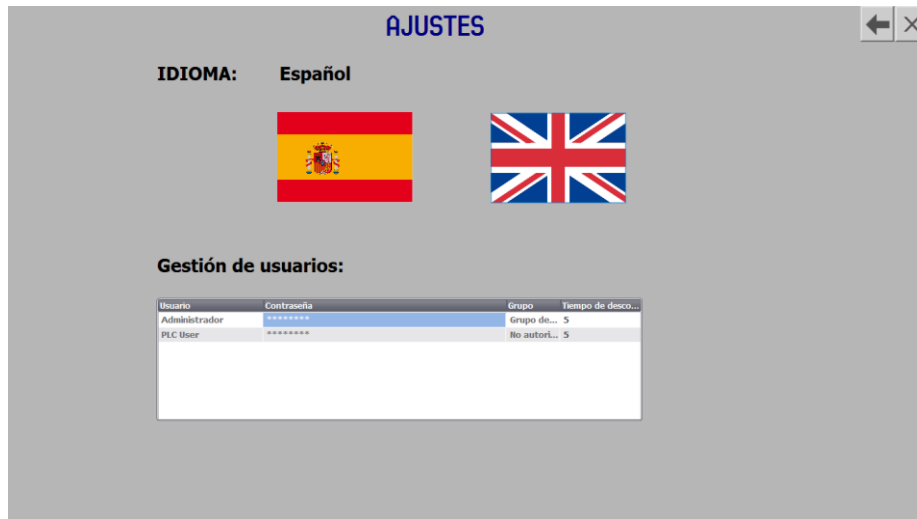 AJUSTES
IDIOMA: Español
Gestión de usuarios:
Usuario Contraseña Grupo Tiempo de desco...
Administrador ******** Grupo de... 5
PLC User ******** No autori... 5